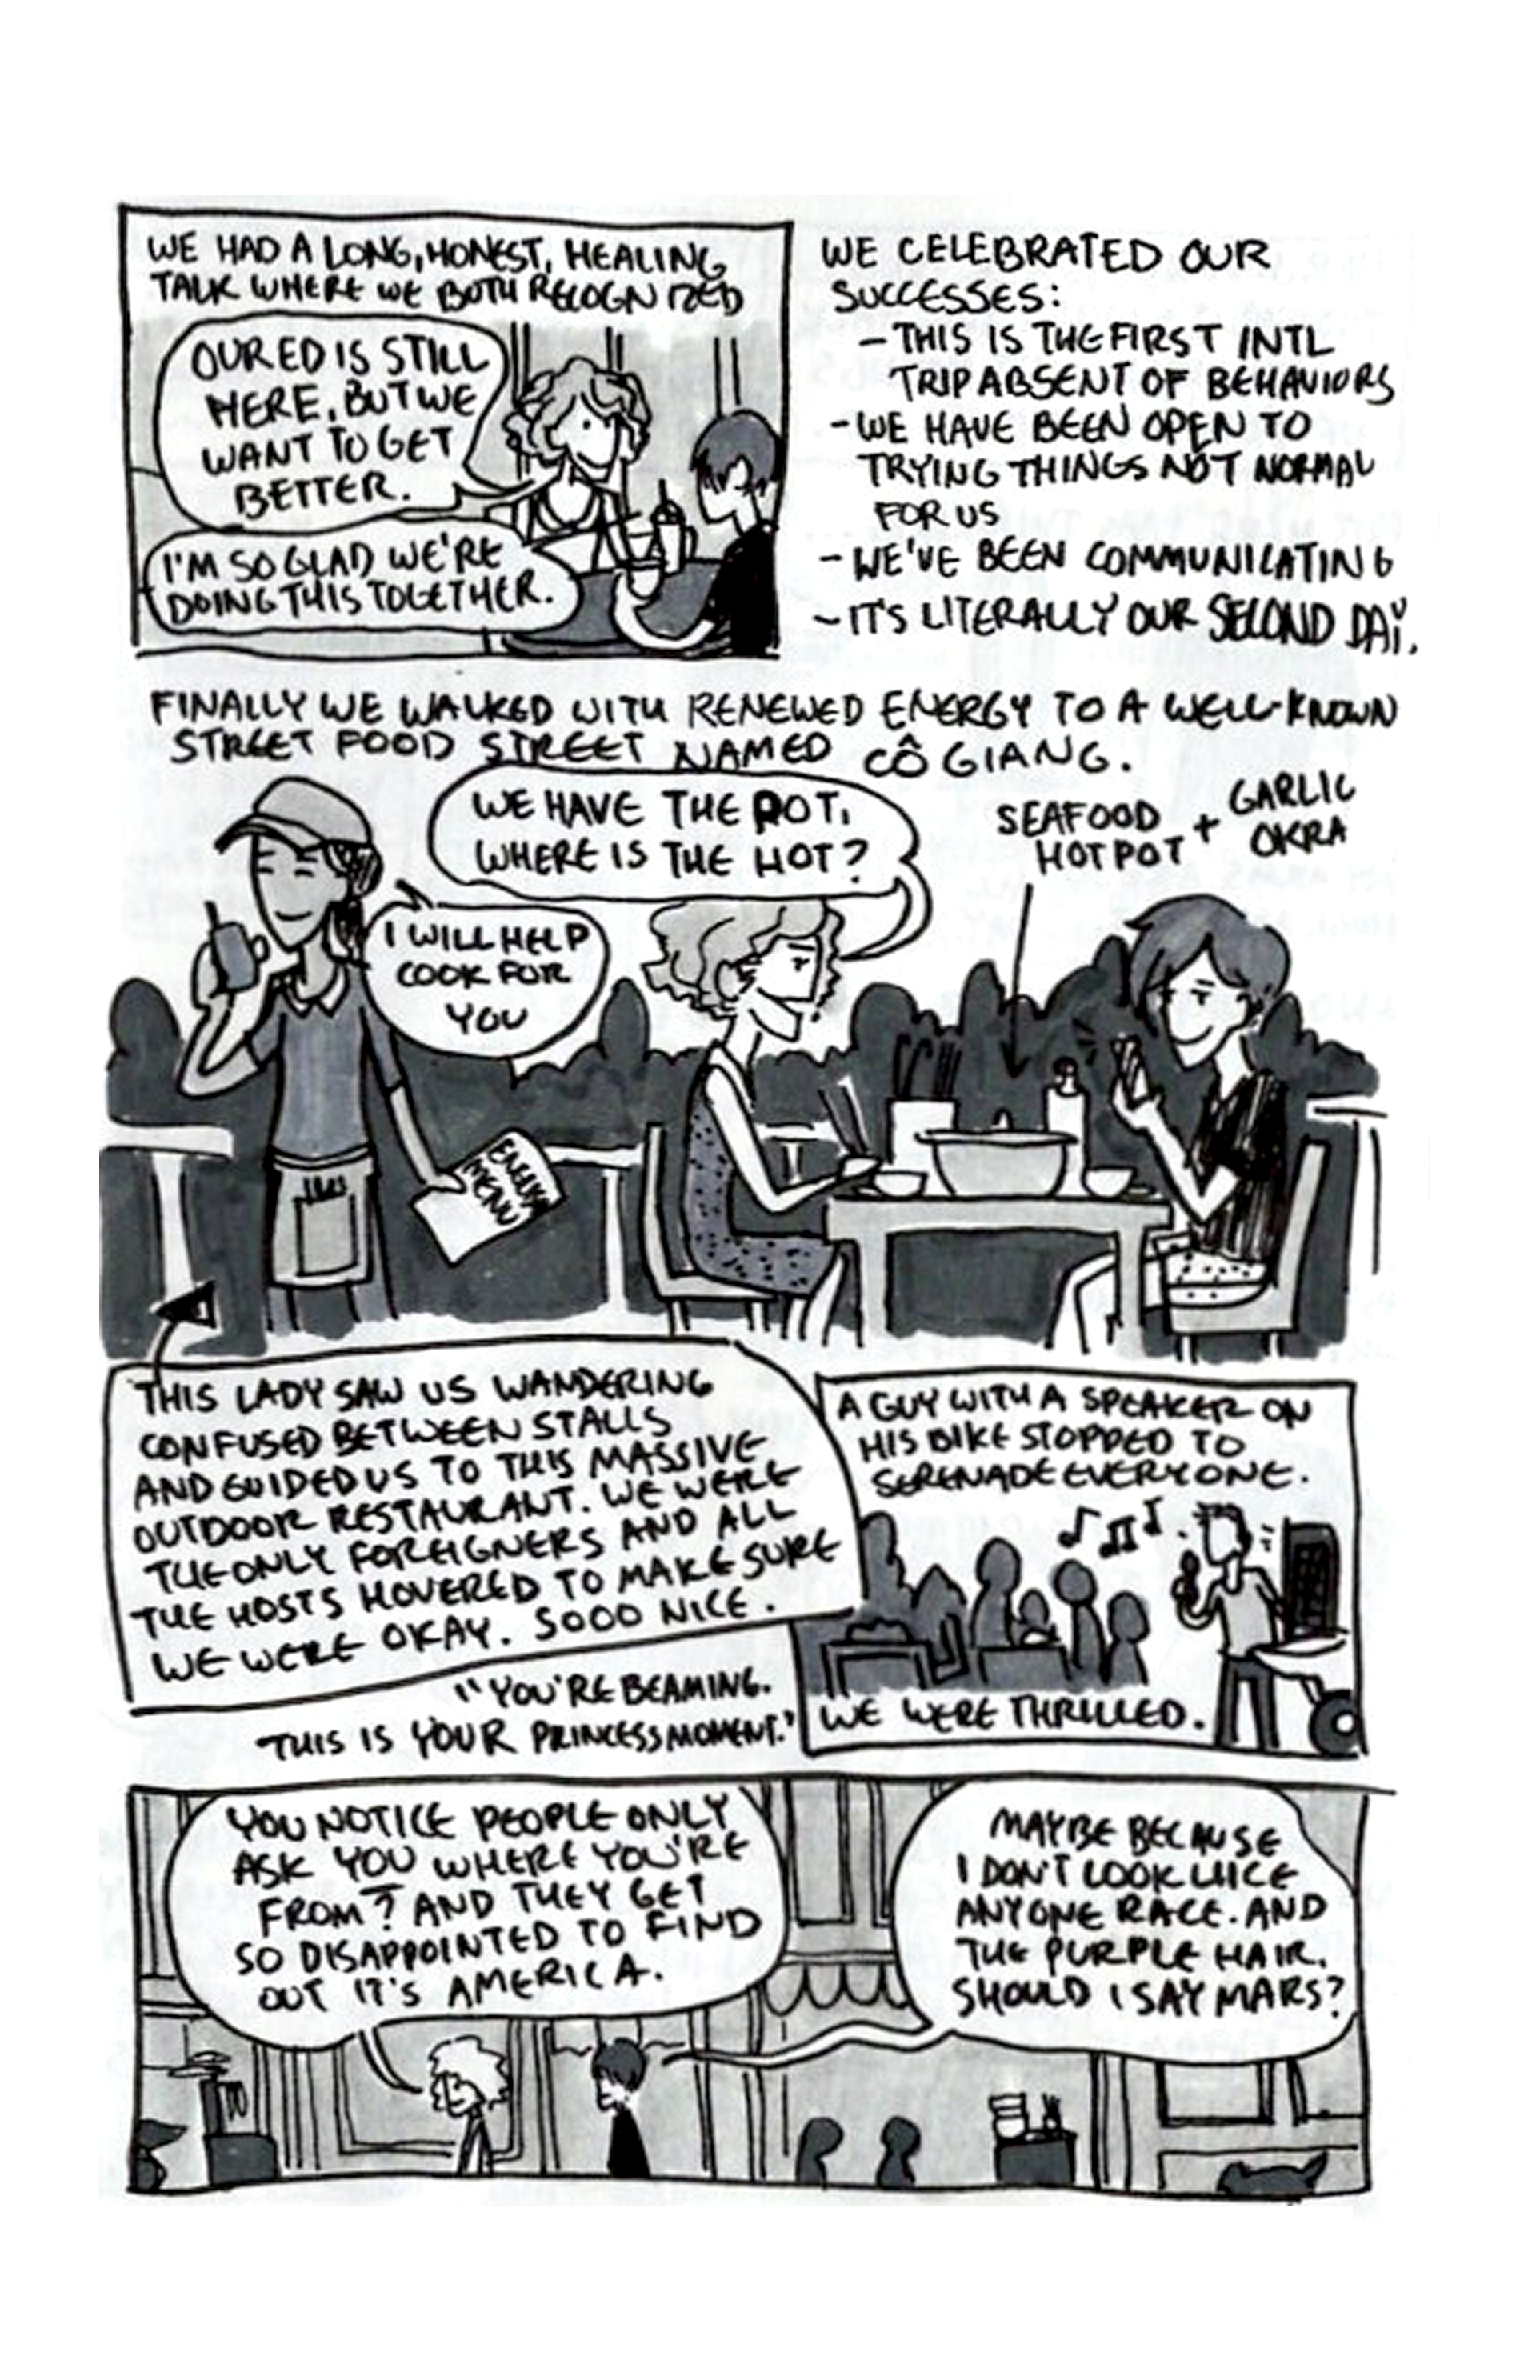 WE HAD A LONG, HONEST, HEALING
TALK WHERE WE BOTH RECOGNIZED
OUR ED IS STILL
HERE, BUT WE
WANT TO GET
BETTER.
I'M SO GLAD WE'RE
DOING THIS TOGETHER.
WE CELEBRATED OUR
SUCCESSES:
- THIS IS THE FIRST INTL
TRIP ABSENT OF BEHAVIORS
- WE HAVE BEEN OPEN TO
TRYING THINGS NOT NORMAL
FOR US
- WE'VE BEEN COMMUNICATING
- IT'S LITERALLY OUR SECOND DAY.
FINALLY WE WALKED WITH RENEWED ENERGY TO A WELL-KNOWN
STREET FOOD STREET NAMED CÔ GIANG.
WE HAVE THE POT,
WHERE IS THE HOT?
SEAFOOD
HOTPOT + GARLIC
OKRA
I WILL HELP
COOK FOR
YOU
MENU
THIS LADY SAW US WANDERING
CONFUSED BETWEEN STALLS
AND GUIDED US TO THIS MASSIVE
OUTDOOR RESTAURANT. WE WERE
THE ONLY FOREIGNERS AND ALL
THE HOSTS HOVERED TO MAKE SURE
WE WERE OKAY. SOOO NICE.
A GUY WITH A SPEAKER ON
HIS BIKE STOPPED TO
SERENADE EVERYONE.
WE WERE THRILLED.
"YOU'RE BEAMING.
THIS IS YOUR PRINCESS MOMENT."
YOU NOTICE PEOPLE ONLY
ASK YOU WHERE YOU'RE
FROM? AND THEY GET
SO DISAPPOINTED TO FIND
OUT IT'S AMERICA.
MAYBE BECAUSE
I DON'T LOOK LIKE
ANYONE RACE. AND
THE PURPLE HAIR.
SHOULD I SAY MARS?